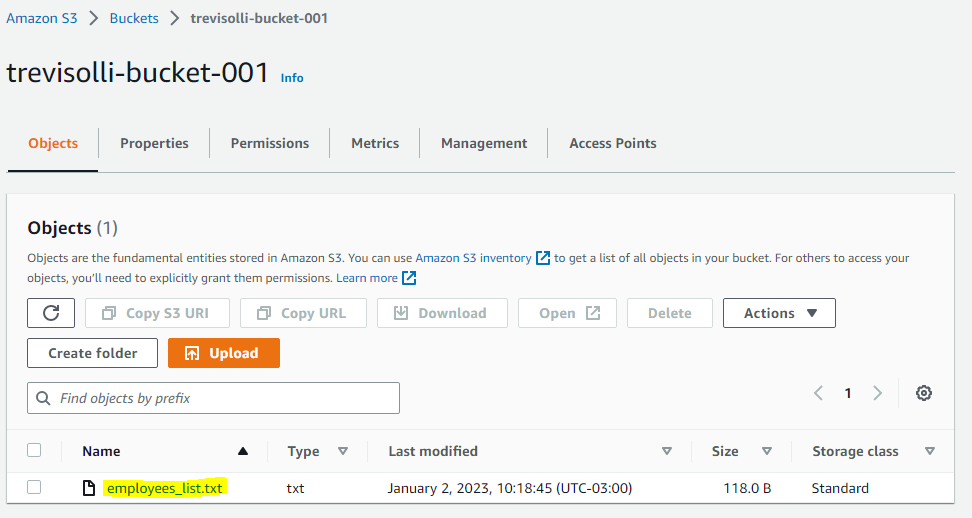 Amazon S3 > Buckets > trevisolli-bucket-001
trevisolli-bucket-001 Info
Objects Properties Permissions Metrics Management Access Points
Objects (1)
Objects are the fundamental entities stored in Amazon S3. You can use Amazon S3 inventory to get a list of all objects in your bucket. For others to access your
objects, you'll need to explicitly grant them permissions. Learn more
Copy S3 URI Copy URL Download Open Delete Actions
Create folder Upload
Find objects by prefix 1
Name Type Last modified Size Storage class
employees_list.txt txt January 2, 2023, 10:18:45 (UTC-03:00) 118.0 B Standard